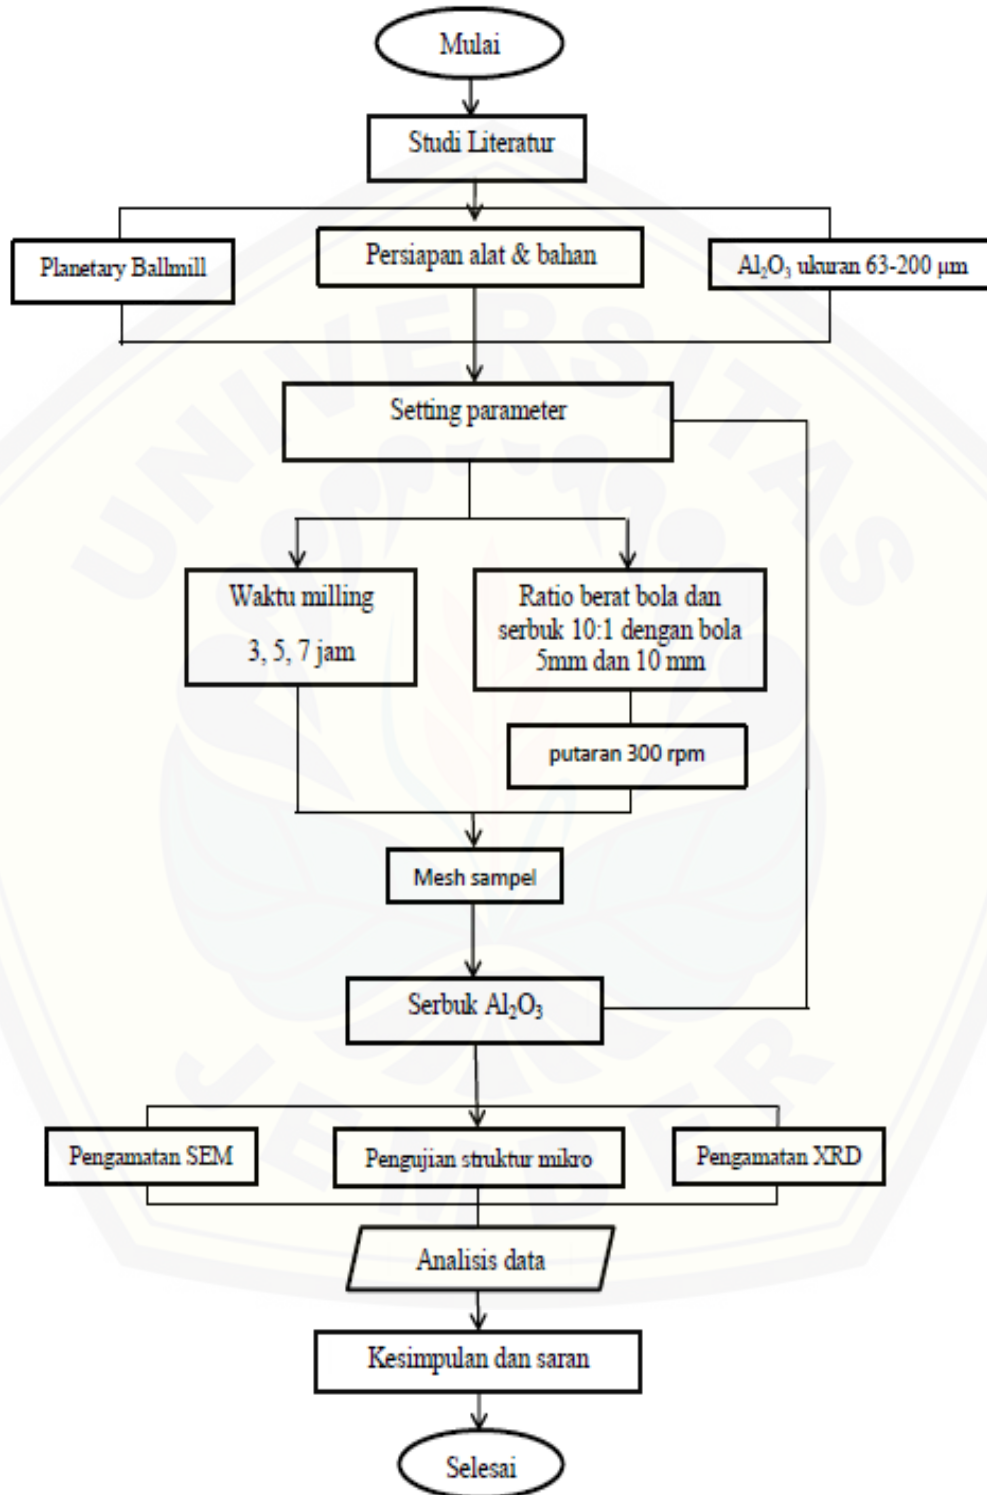 Mulai
Studi Literatur
Planetary Ballmill
Persiapan alat & bahan
Al₂O₃ ukuran 63-200 µm
Setting parameter
Waktu milling
3, 5, 7 jam
Ratio berat bola dan
serbuk 10:1 dengan bola
5mm dan 10 mm
putaran 300 rpm
Mesh sampel
Serbuk Al₂O₃
Pengamatan SEM
Pengujian struktur mikro
Pengamatan XRD
Analisis data
Kesimpulan dan saran
Selesai
UNIVERSITAS
JEMBER